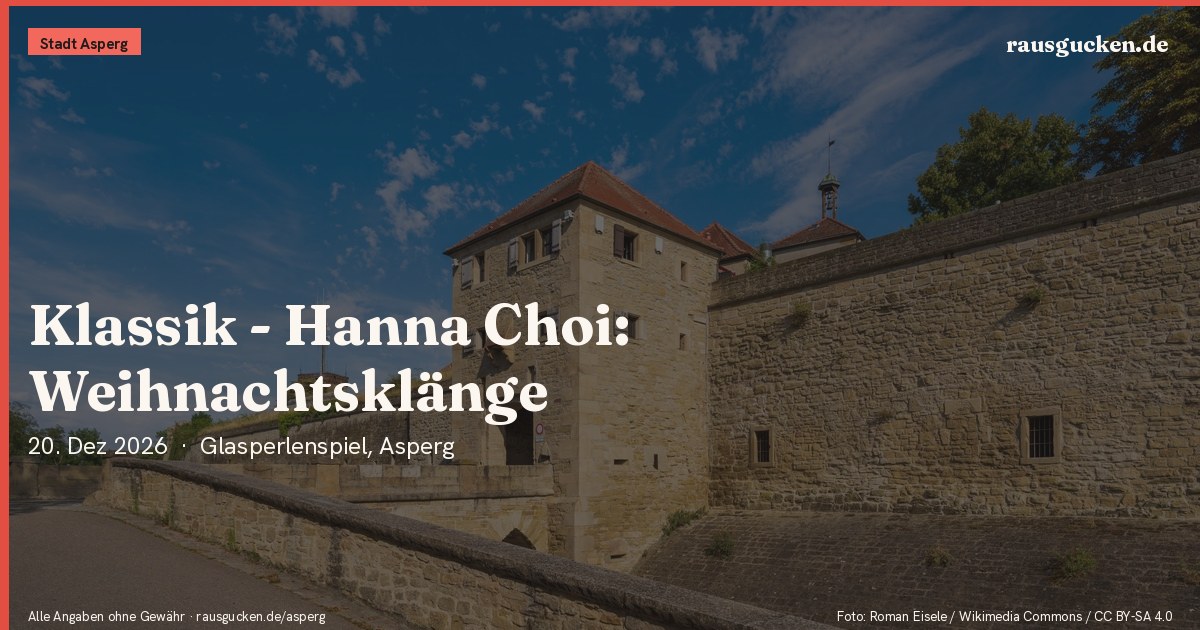 Stadt Asperg
rausgucken.de
Klassik - Hanna Choi:
Weihnachtsklänge
20. Dez 2026 · Glasperlenspiel, Asperg
Alle Angaben ohne Gewähr · rausgucken.de/asperg
Foto: Roman Eisele / Wikimedia Commons / CC BY-SA 4.0